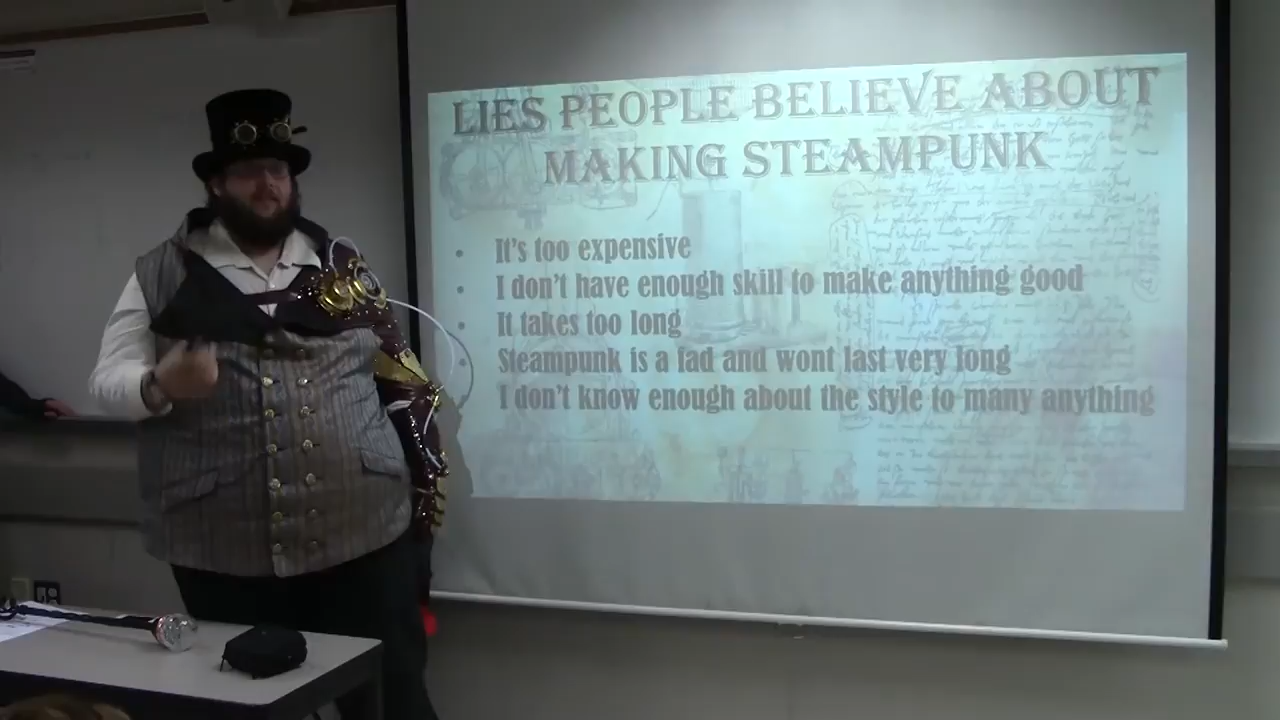 LIES PEOPLE BELIEVE ABOUT
MAKING STEAMPUNK
• It's too expensive
• I don't have enough skill to make anything good
• It takes too long
• Steampunk is a fad and wont last very long
• I don't know enough about the style to many anything